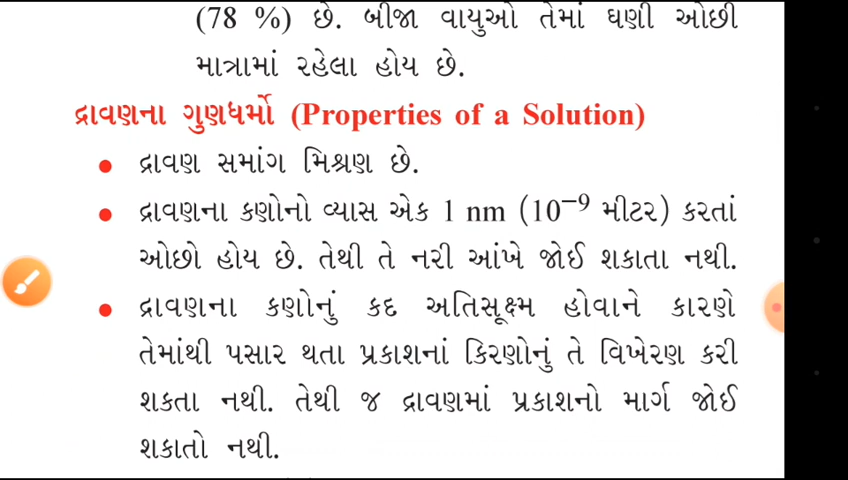 (78 %) છે. બીજા વાયુઓ તેમાં ઘણી ઓછી
માત્રામાં રહેલા હોય છે.
દ્રાવણના ગુણધર્મો (Properties of a Solution)
• દ્રાવણ સમાંગ મિશ્રણ છે.
• દ્રાવણના કણોનો વ્યાસ એક 1 nm (10⁻⁹ મીટર) કરતાં
ઓછો હોય છે. તેથી તે નરી આંખે જોઈ શકાતા નથી.
• દ્રાવણના કણોનું કદ અતિસૂક્ષ્મ હોવાને કારણે
તેમાંથી પસાર થતા પ્રકાશનાં કિરણોનું તે વિખેરણ કરી
શકતા નથી. તેથી જ દ્રાવણમાં પ્રકાશનો માર્ગ જોઈ
શકાતો નથી.